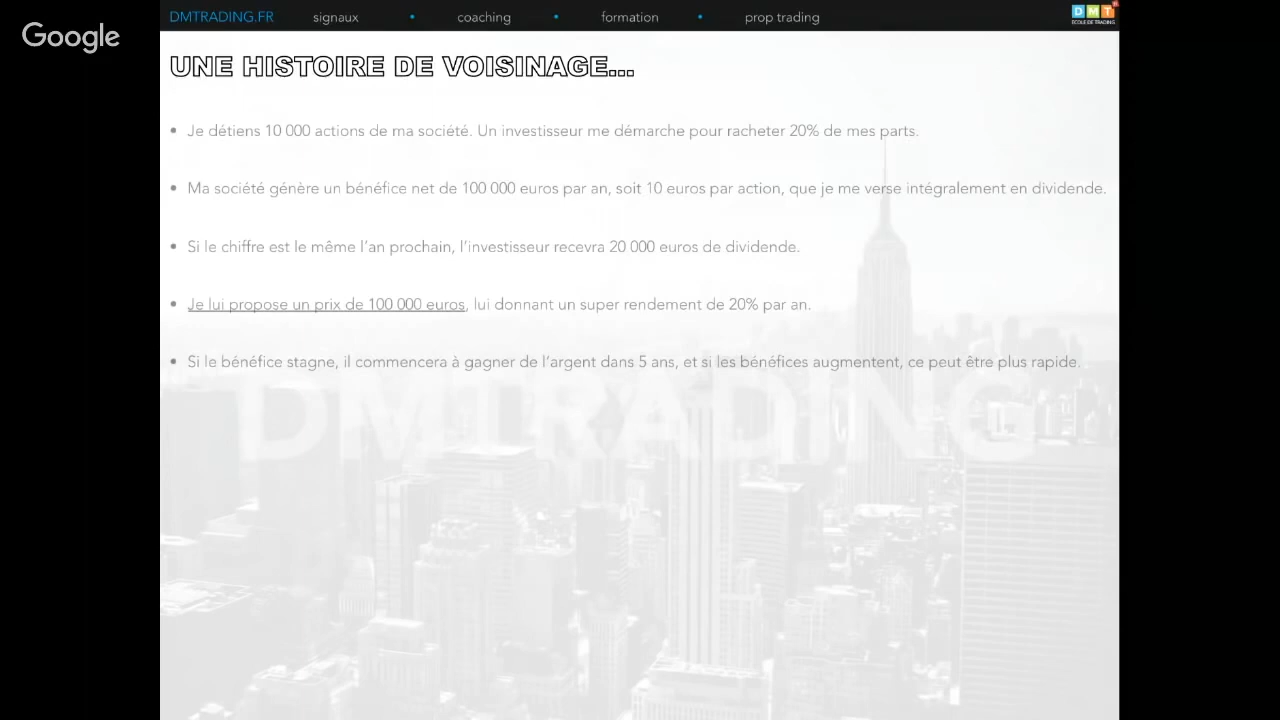 Google
DMTRADING.FR signaux • coaching • formation • prop trading
DMT
ECOLE DE TRADING
UNE HISTOIRE DE VOISINAGE...
• Je détiens 10 000 actions de ma société. Un investisseur me démarche pour racheter 20% de mes parts.
• Ma société génère un bénéfice net de 100 000 euros par an, soit 10 euros par action, que je me verse intégralement en dividende.
• Si le chiffre est le même l'an prochain, l'investisseur recevra 20 000 euros de dividende.
• Je lui propose un prix de 100 000 euros, lui donnant un super rendement de 20% par an.
• Si le bénéfice stagne, il commencera à gagner de l'argent dans 5 ans, et si les bénéfices augmentent, ce peut être plus rapide.
DMTRADING